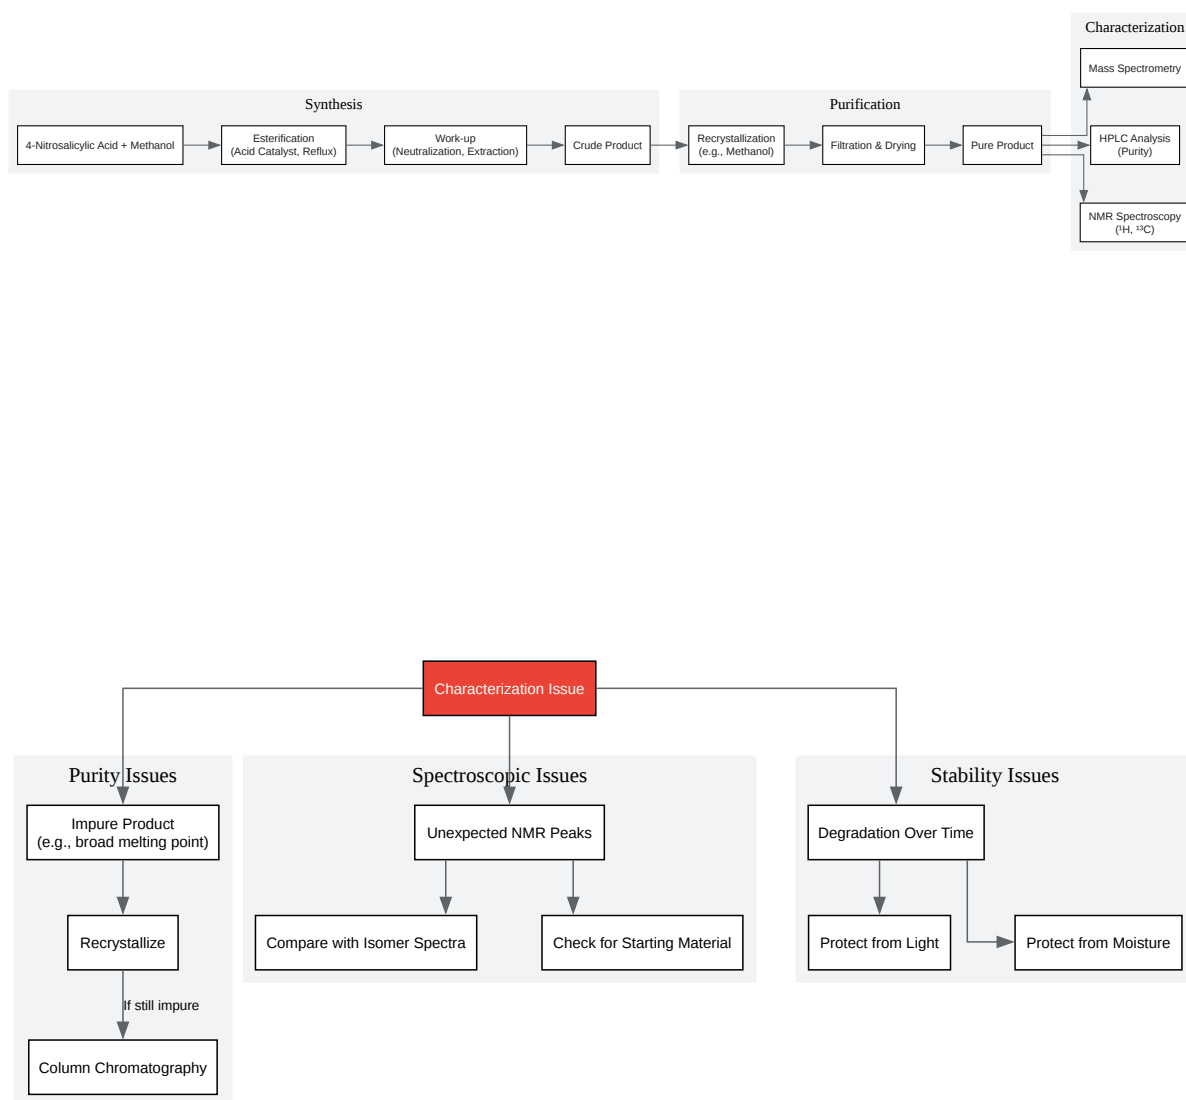 Characterization
Mass Spectrometry
Synthesis
Purification
4-Nitrosalicylic Acid + Methanol
Esterification
(Acid Catalyst, Reflux)
Work-up
(Neutralization, Extraction)
Crude Product
Recrystallization
(e.g., Methanol)
Filtration & Drying
Pure Product
HPLC Analysis
(Purity)
NMR Spectroscopy
(¹H, ¹³C)
Characterization Issue
Purity Issues
Impure Product
(e.g., broad melting point)
Recrystallize
If still impure
Column Chromatography
Spectroscopic Issues
Unexpected NMR Peaks
Compare with Isomer Spectra
Check for Starting Material
Stability Issues
Degradation Over Time
Protect from Light
Protect from Moisture